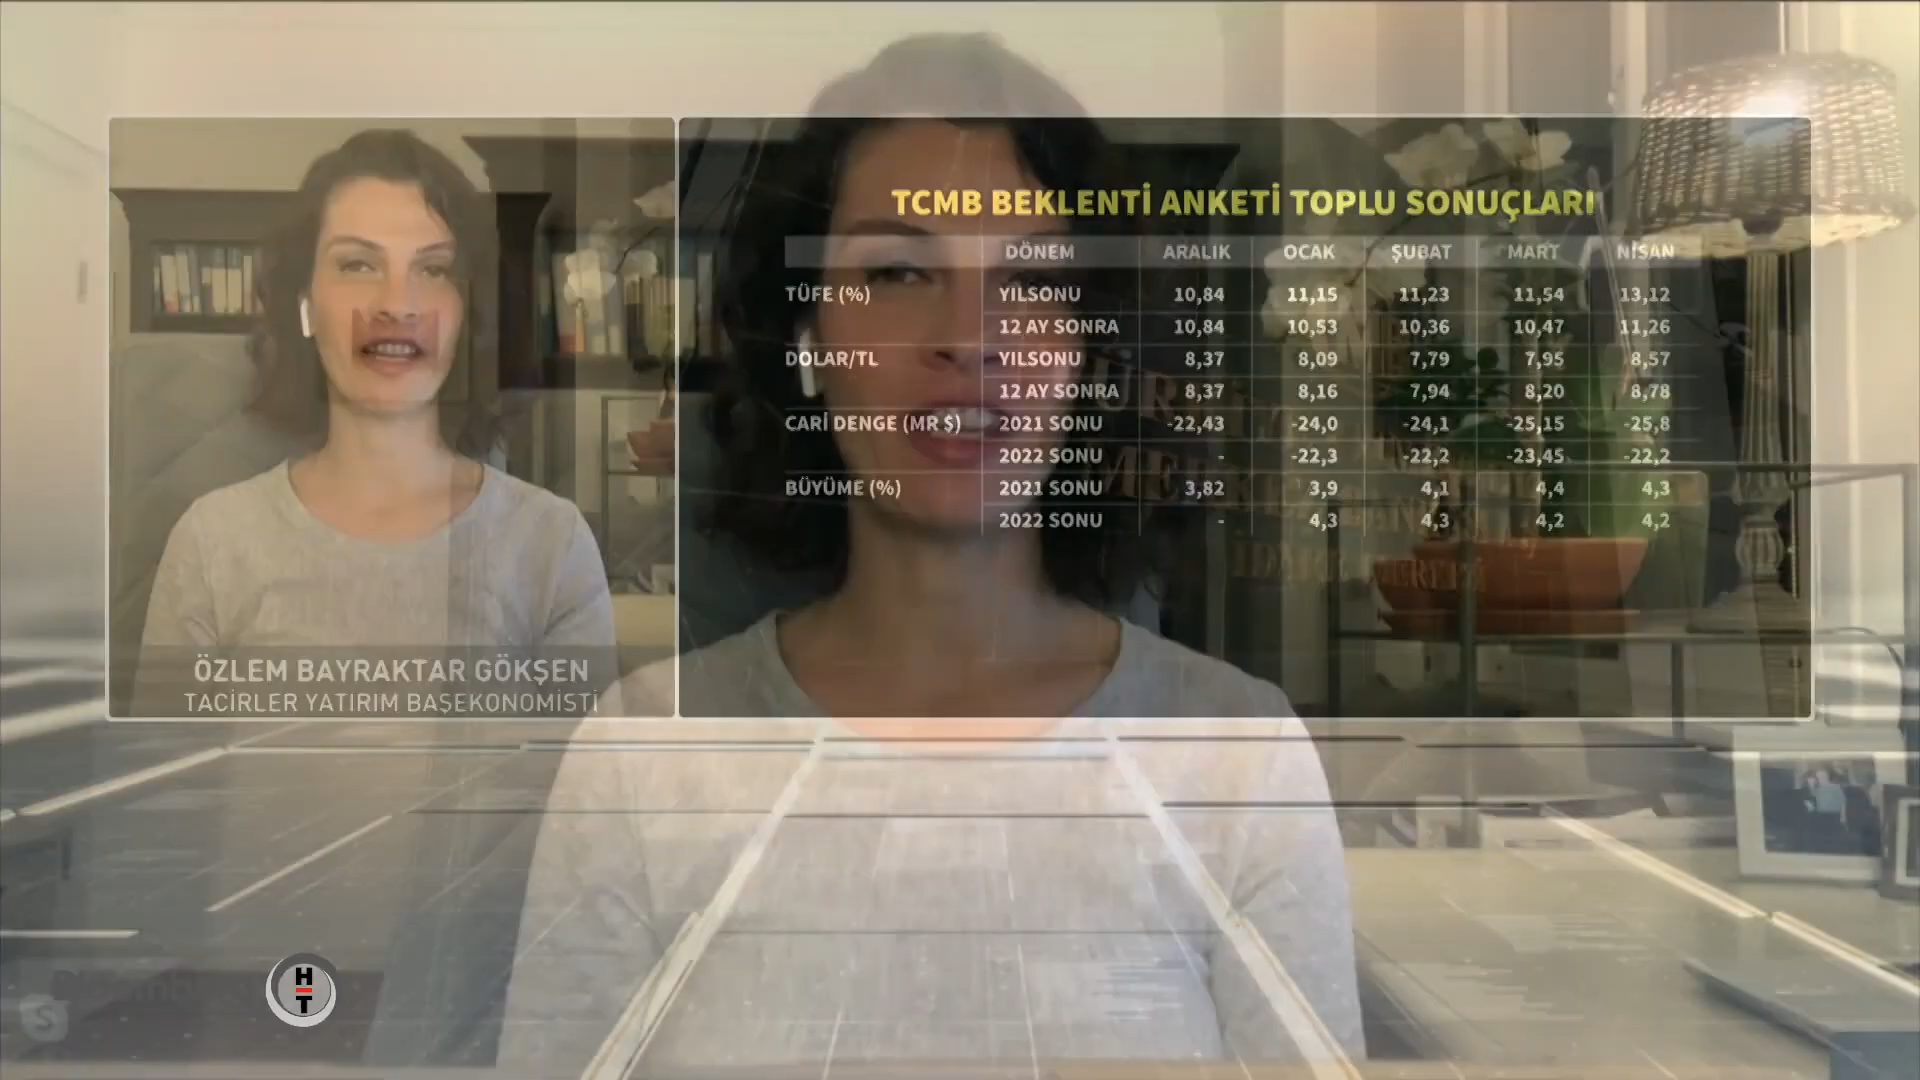 TCMB BEKLENTİ ANKETİ TOPLU SONUÇLARI
DÖNEM ARALIK OCAK ŞUBAT MART NİSAN
TÜFE (%) YILSONU 10,84 11,15 11,23 11,54 13,12
12 AY SONRA 10,84 10,53 10,36 10,47 11,26
DOLAR/TL YILSONU 8,37 8,09 7,79 7,95 8,57
12 AY SONRA 8,37 8,16 7,94 8,20 8,78
CARİ DENGE (MR $) 2021 SONU -22,43 -24,0 -24,1 -25,15 -25,8
2022 SONU - -22,3 -22,2 -23,45 -22,2
BÜYÜME (%) 2021 SONU 3,82 3,9 4,1 4,4 4,3
2022 SONU - 4,3 4,3 4,2 4,2
ÖZLEM BAYRAKTAR GÖKŞEN
TACİRLER YATIRIM BAŞEKONOMİSTİ
H
T
S